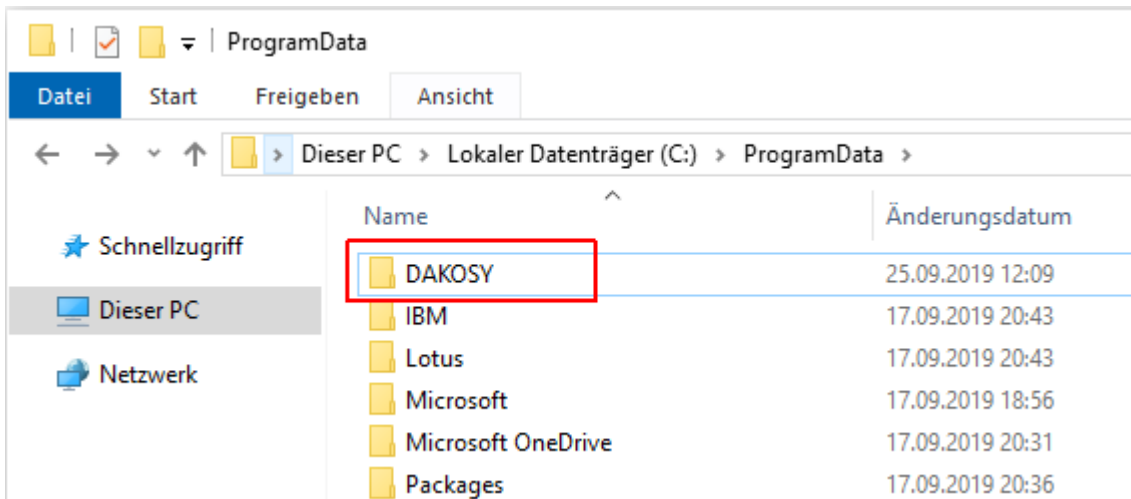 ProgramData
Datei Start Freigeben Ansicht
Dieser PC Lokaler Datenträger (C:) ProgramData
Name Änderungsdatum
Schnellzugriff
Dieser PC
Netzwerk
DAKOSY 25.09.2019 12:09
IBM 17.09.2019 20:43
Lotus 17.09.2019 20:43
Microsoft 17.09.2019 18:56
Microsoft OneDrive 17.09.2019 20:31
Packages 17.09.2019 20:36